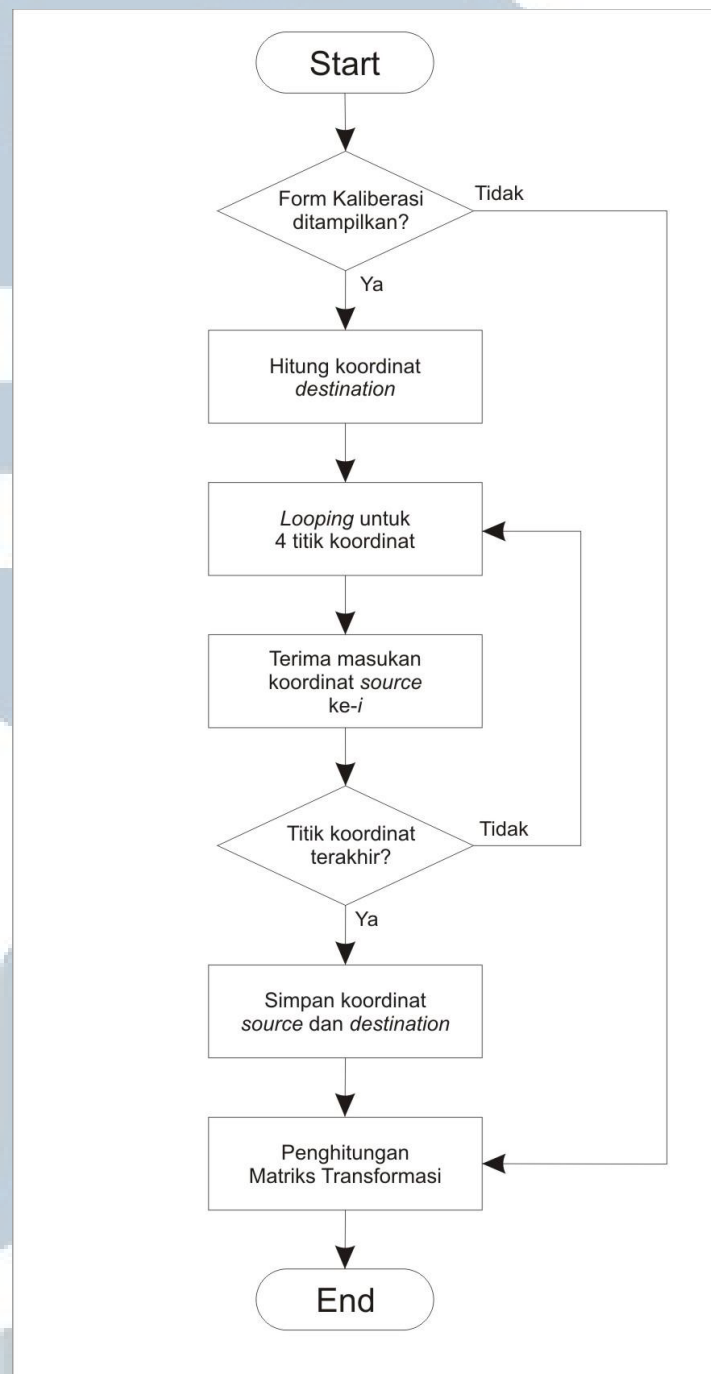 Start
Form Kaliberasi
ditampilkan?
Tidak
Ya
Hitung koordinat
destination
Looping untuk
4 titik koordinat
Terima masukan
koordinat source
ke-i
Titik koordinat
terakhir?
Tidak
Ya
Simpan koordinat
source dan destination
Penghitungan
Matriks Transformasi
End